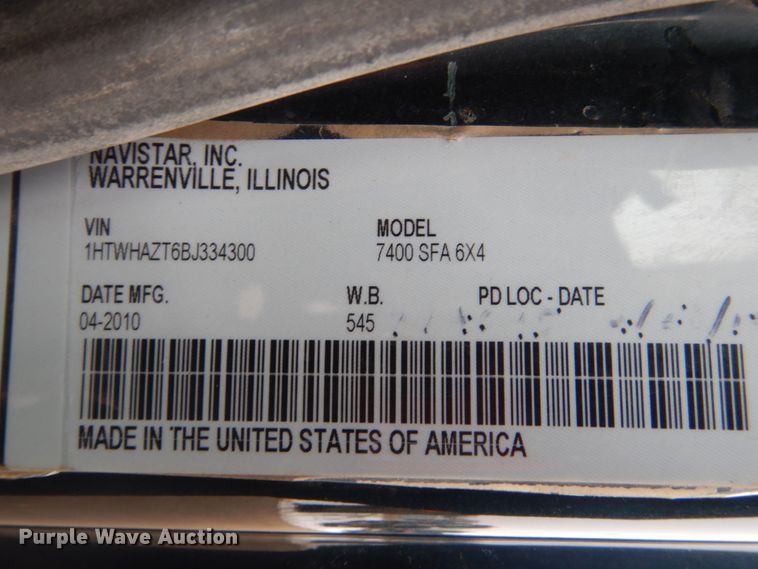 NAVISTAR, INC.
WARRENVILLE, ILLINOIS
VIN MODEL
1HTWHAZT6BJ334300 7400 SFA 6X4
DATE MFG. W.B. PD LOC - DATE
04-2010 545
MADE IN THE UNITED STATES OF AMERICA
Purple Wave Auction